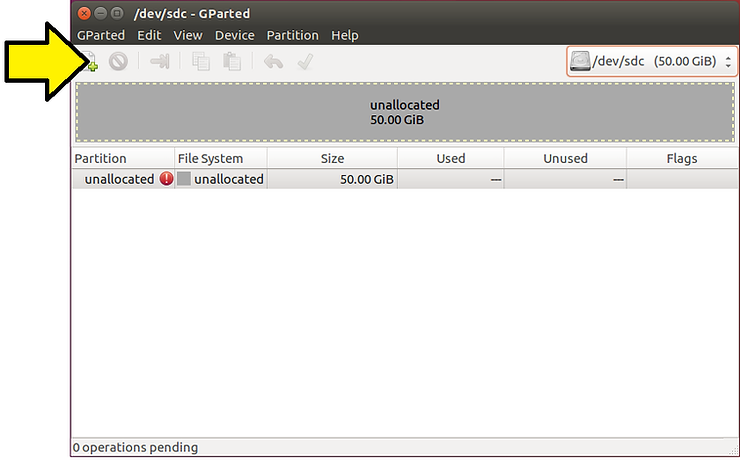 /dev/sdc - GParted
GParted Edit View Device Partition Help
/dev/sdc (50.00 GiB)
unallocated
50.00 GiB
Partition File System Size Used Unused Flags
unallocated unallocated 50.00 GiB --- ---
0 operations pending